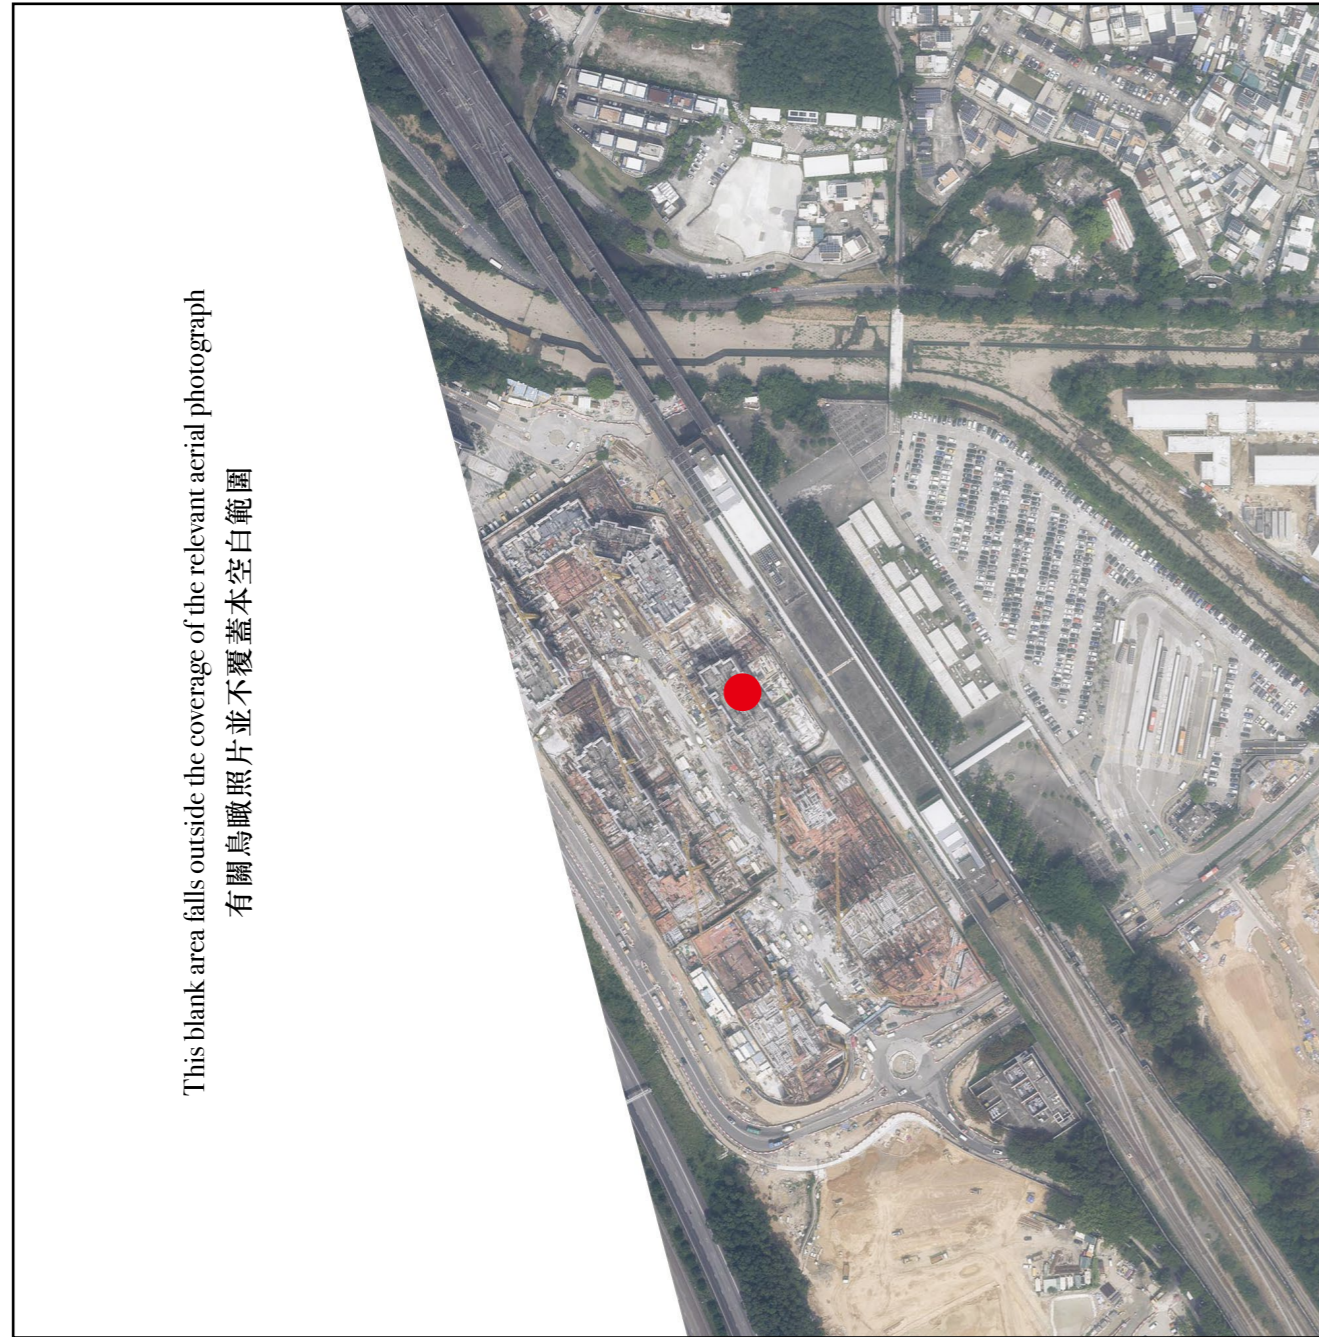 This blank area falls outside the coverage of the relevant aerial photograph
有關鳥瞰照片並不覆蓋本空白範圍